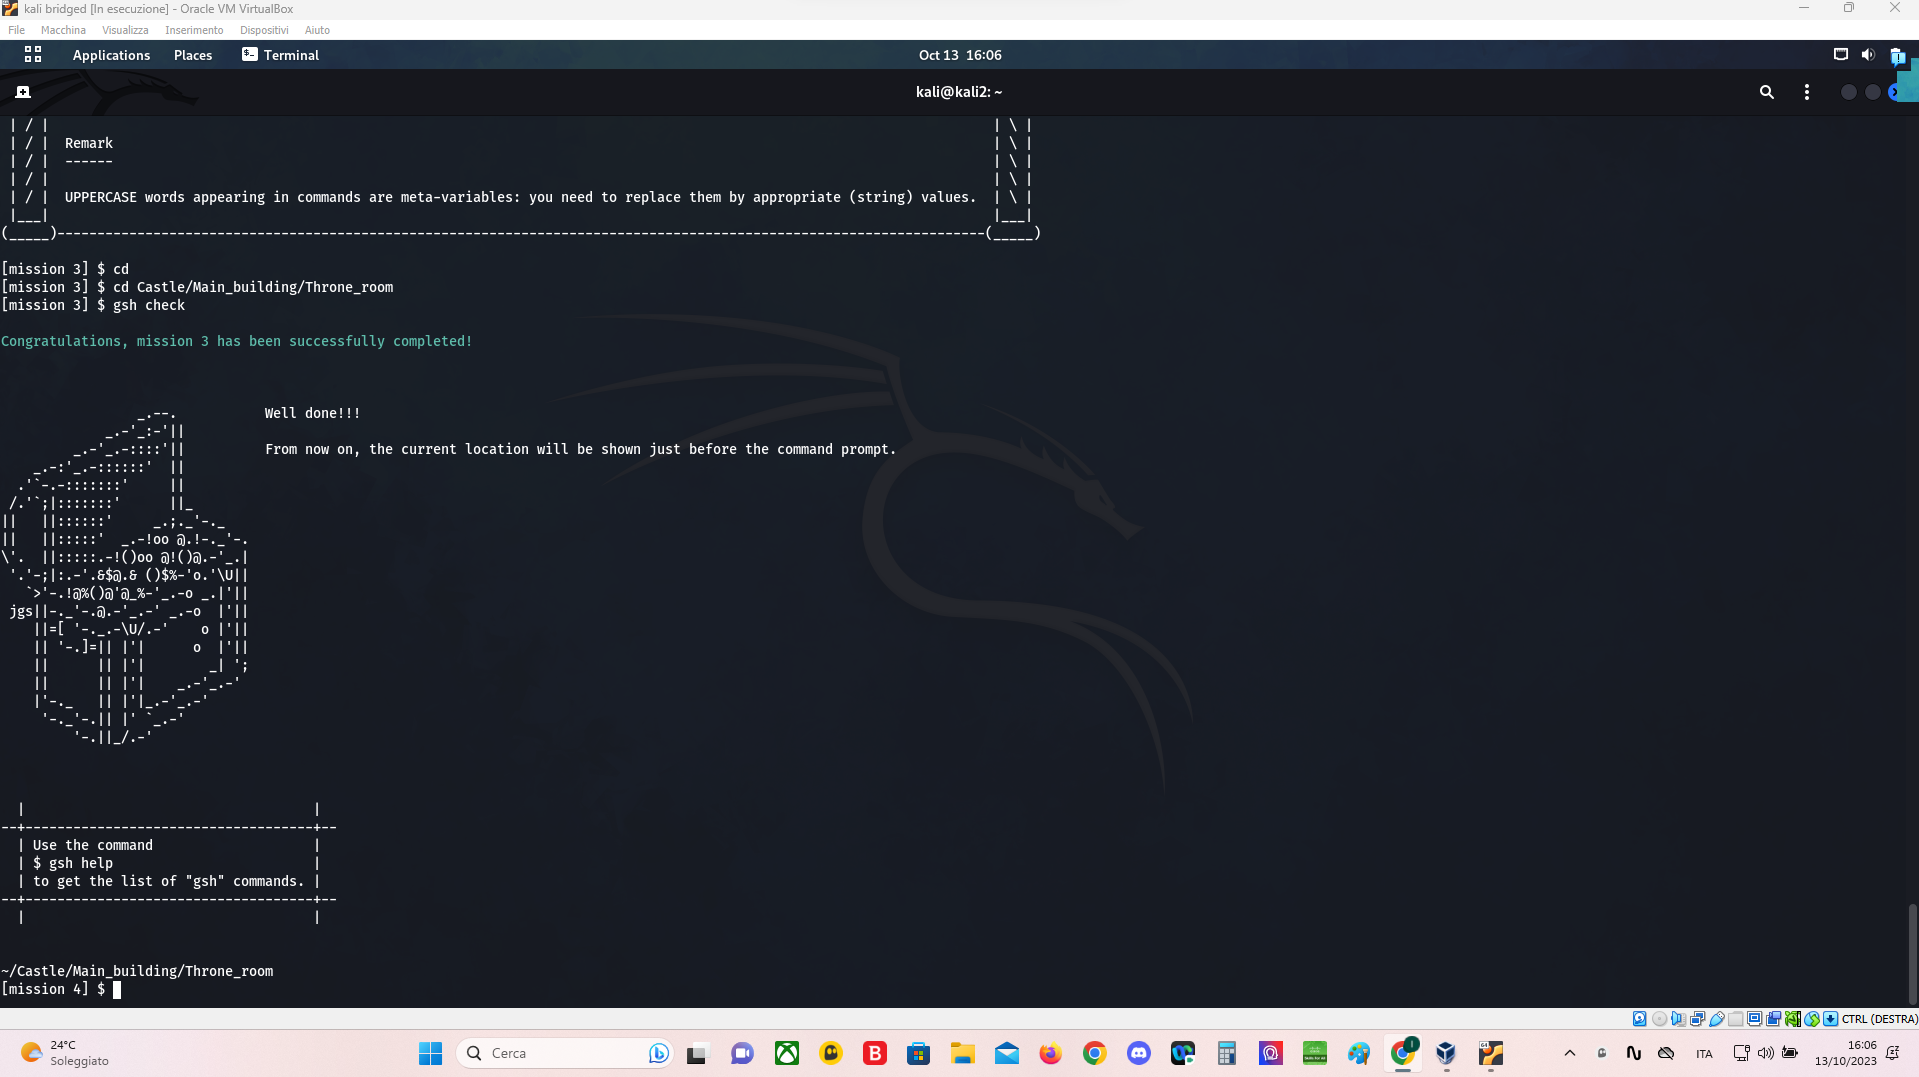 kali bridged [In esecuzione] - Oracle VM VirtualBox
File Macchina Visualizza Inserimento Dispositivi Aiuto
Applications Places Terminal Oct 13 16:06
kali@kali2: ~
| / |                                                                                                                      | \ |
| / |  Remark                                                                                                              | \ |
| / |  ------                                                                                                              | \ |
| / |                                                                                                                      | \ |
| / |  UPPERCASE words appearing in commands are meta-variables: you need to replace them by appropriate (string) values.  | \ |
|___|                                                                                                                      |___|
(_____)--------------------------------------------------------------------------------------------------------------------(_____)
[mission 3] $ cd
[mission 3] $ cd Castle/Main_building/Throne_room
[mission 3] $ gsh check
Congratulations, mission 3 has been successfully completed!
Well done!!!
From now on, the current location will be shown just before the command prompt.
jgs
Use the command
$ gsh help
to get the list of "gsh" commands.
~/Castle/Main_building/Throne_room
[mission 4] $
CTRL (DESTRA)
24°C
Soleggiato
Cerca
ITA
16:06
13/10/2023